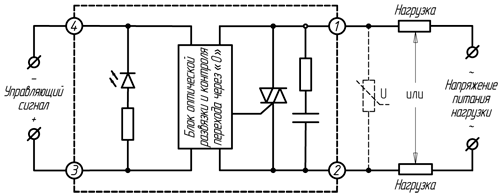 4
1
Нагрузка
~
Управляющий
сигнал
+
Блок оптической
развязки и контроля
перехода через «0»
U
или
~
Напряжение
питания
нагрузки
~
3
2
Нагрузка